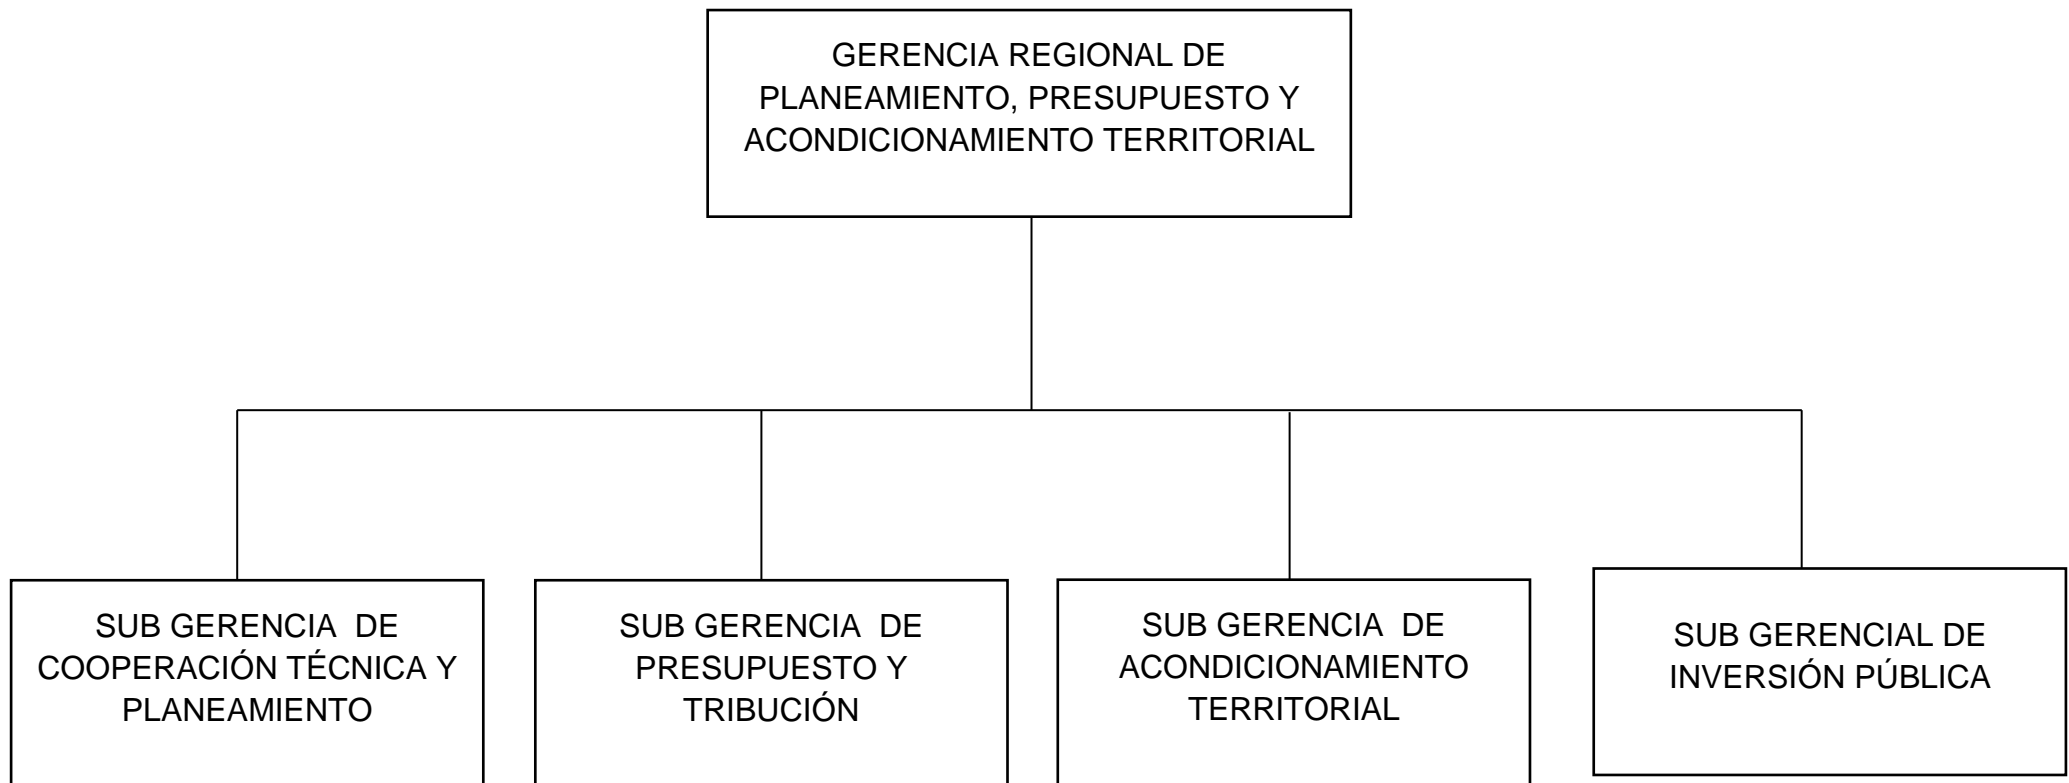 GERENCIA REGIONAL DE
PLANEAMIENTO, PRESUPUESTO Y
ACONDICIONAMIENTO TERRITORIAL
SUB GERENCIA  DE
COOPERACIÓN TÉCNICA Y
PLANEAMIENTO
SUB GERENCIA  DE
PRESUPUESTO Y
TRIBUCIÓN
SUB GERENCIA  DE
ACONDICIONAMIENTO
TERRITORIAL
SUB GERENCIAL DE
INVERSIÓN PÚBLICA